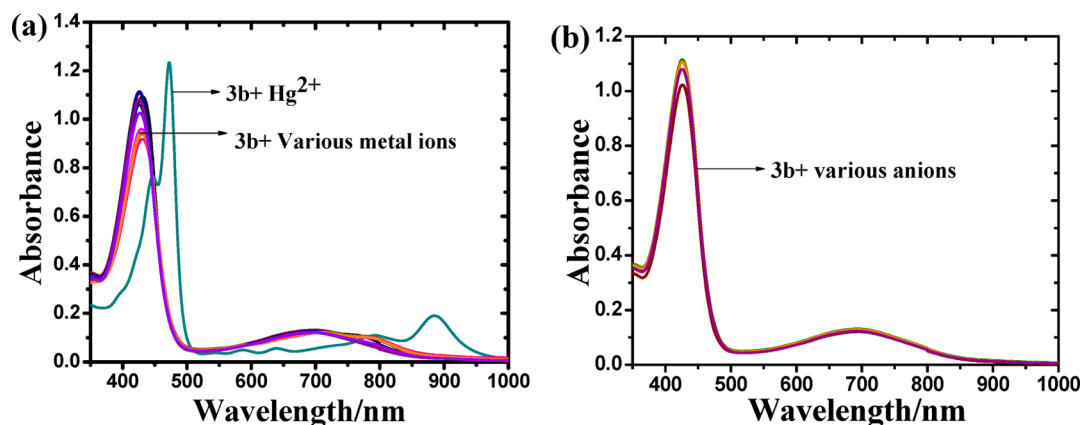 (a)
1.4
1.2
1.0
0.8
0.6
0.4
0.2
0.0
Absorbance
3b+ Hg2+
3b+ Various metal ions
400 500 600 700 800 900 1000
Wavelength/nm
(b)
1.2
1.0
0.8
0.6
0.4
0.2
0.0
Absorbance
3b+ various anions
400 500 600 700 800 900 1000
Wavelength/nm